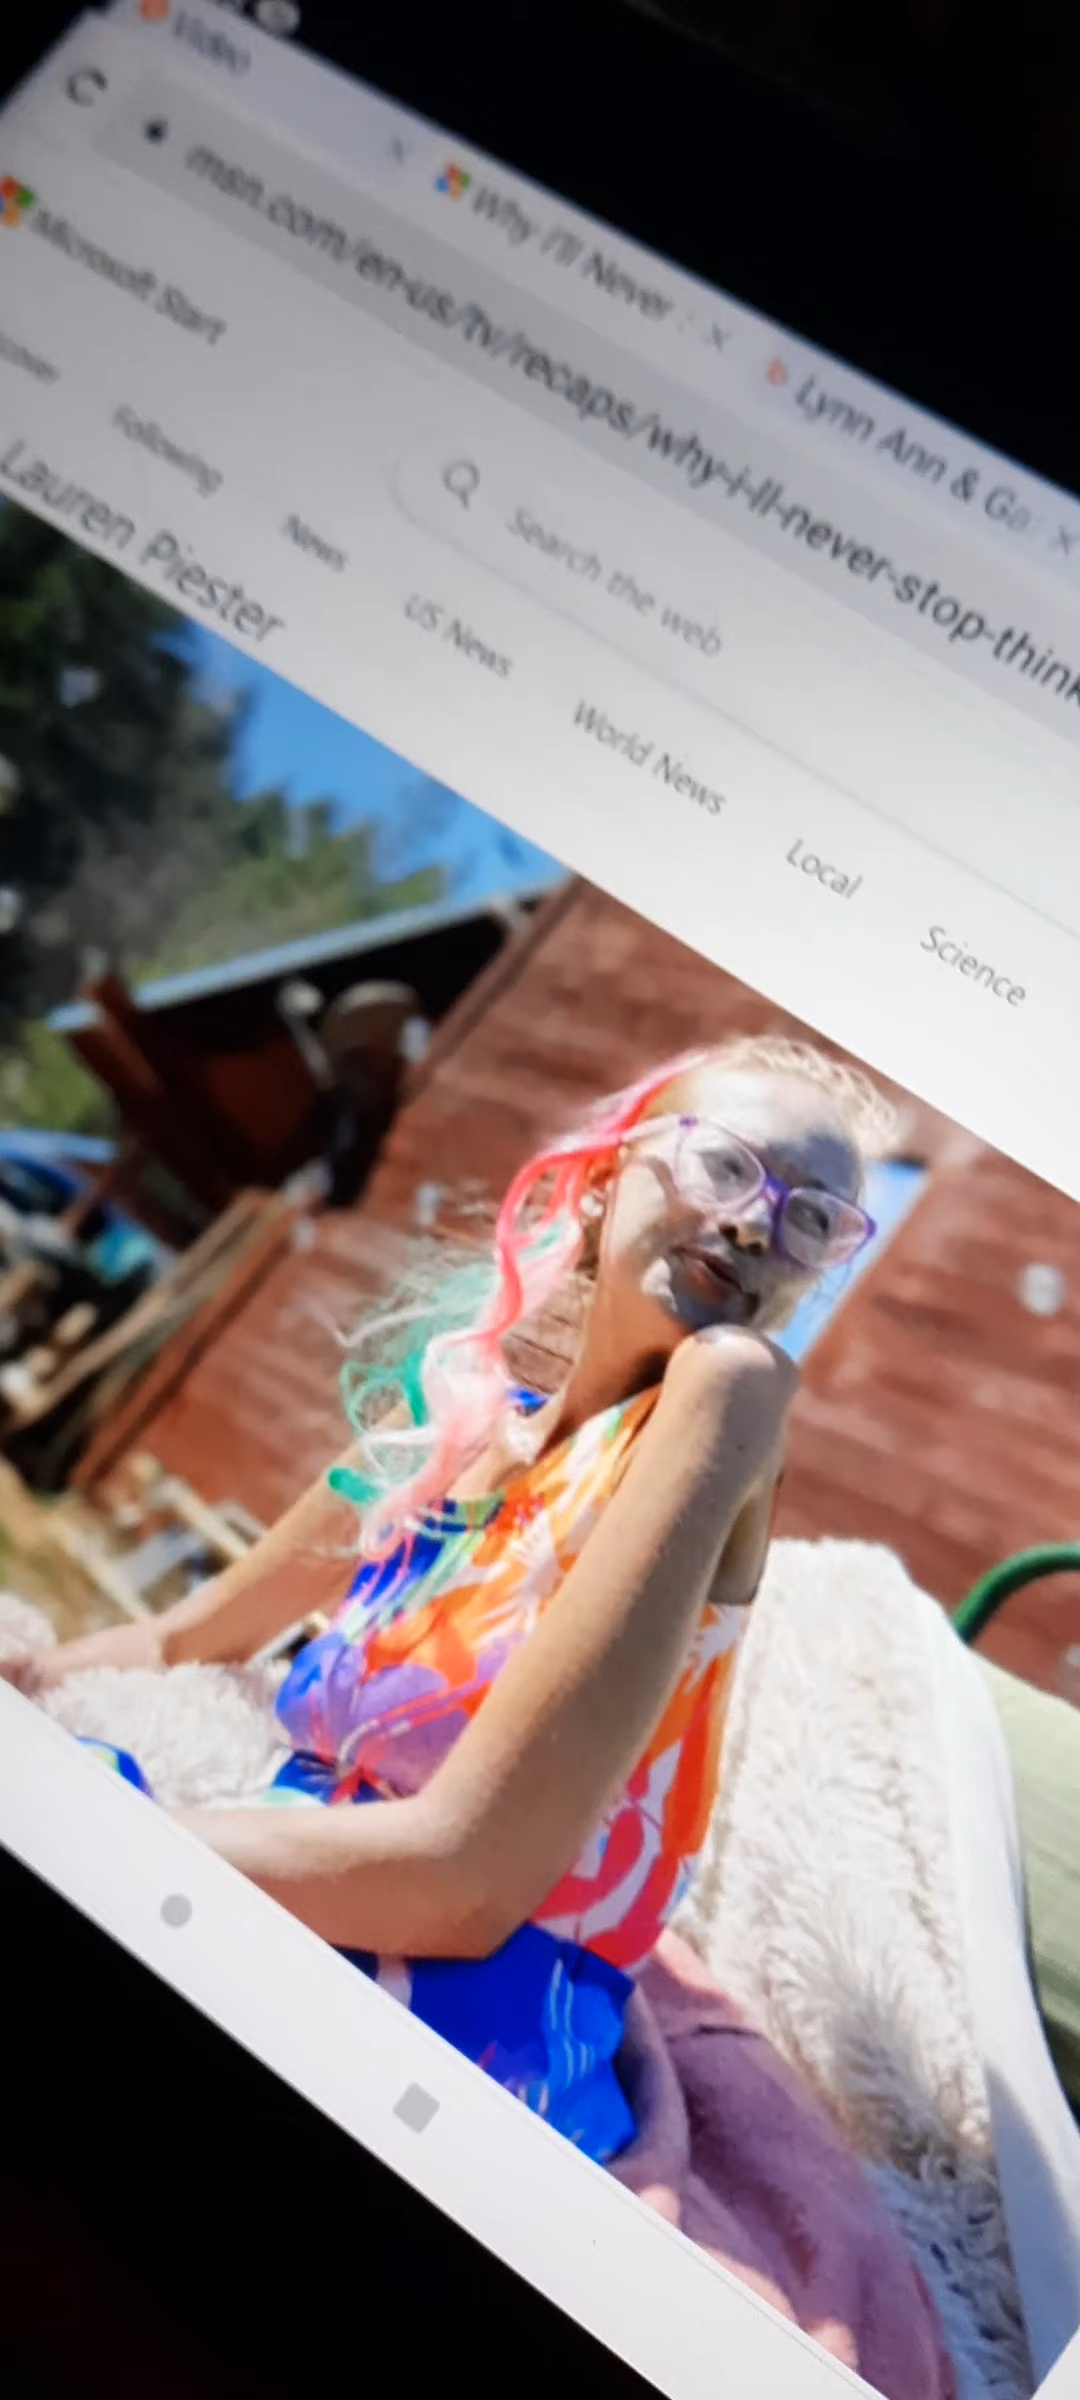 Video
Why I'll Never
Lynn Ann & Ga
msn.com/en-us/tv/recaps/why-i-ll-never-stop-think
Microsoft Start
Search the web
Following
News
US News
World News
Local
Science
Lauren Piester